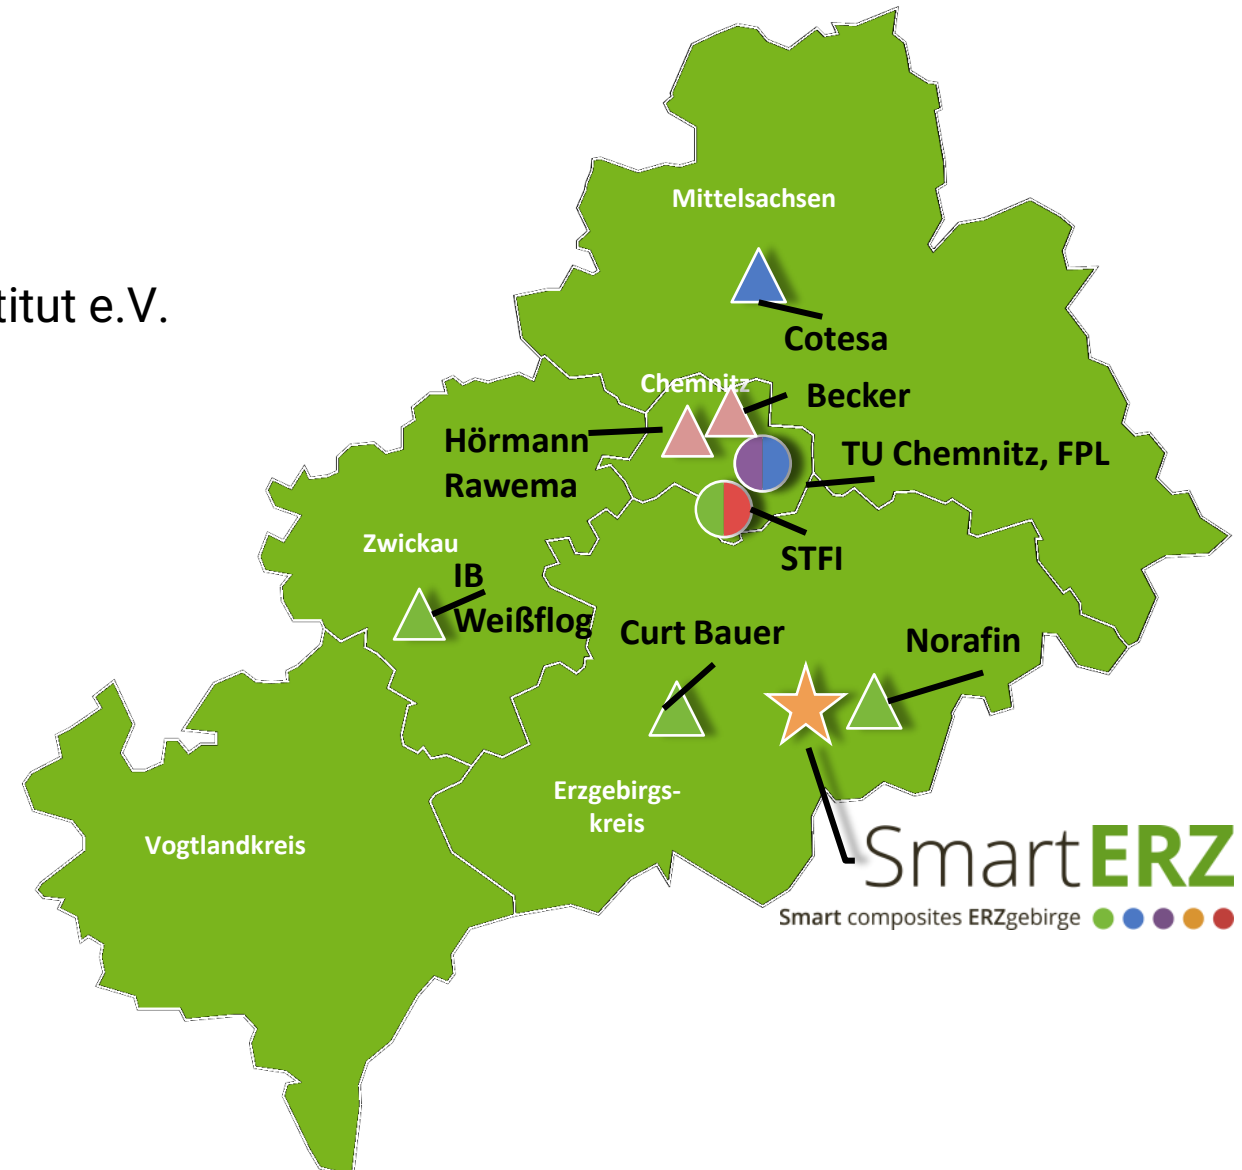 Mittelsachsen
titut e.V.
Cotesa
Chemnitz
Becker
Hörmann
Rawema
TU Chemnitz, FPL
Zwickau
STFI
IB
Weißflog
Curt Bauer
Norafin
Erzgebirgs-
kreis
Vogtlandkreis
SmartERZ
Smart composites ERZgebirge